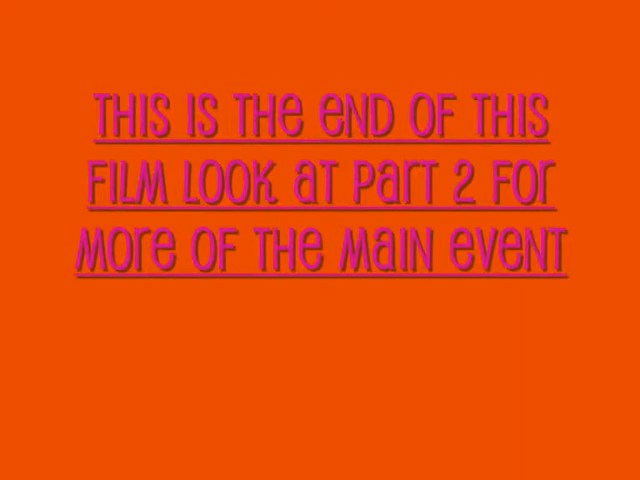 THIS IS THE END OF THIS
FILM LOOK AT PART 2 FOR
MORE OF THE MAIN EVENT